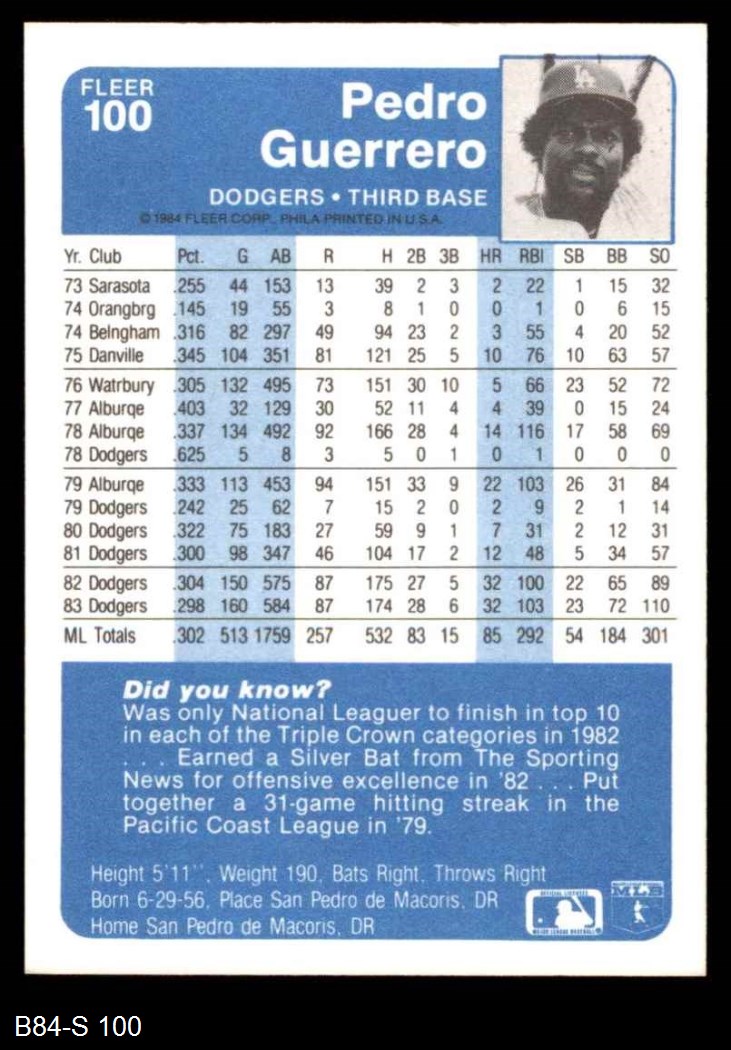 FLEER
100
Pedro
Guerrero
DODGERS • THIRD BASE
© 1984 FLEER CORP., PHILA PRINTED IN U.S.A.
Yr. Club Pct. G AB R H 2B 3B HR RBI SB BB SO
73 Sarasota .255 44 153 13 39 2 3 2 22 1 15 32
74 Orangbrg .145 19 55 3 8 1 0 0 1 0 6 15
74 Belngham .316 82 297 49 94 23 2 3 55 4 20 52
75 Danville .345 104 351 81 121 25 5 10 76 10 63 57
76 Watrbury .305 132 495 73 151 30 10 5 66 23 52 72
77 Alburqe .403 32 129 30 52 11 4 4 39 0 15 24
78 Alburqe .337 134 492 92 166 28 4 14 116 17 58 69
78 Dodgers .625 5 8 3 5 0 1 0 1 0 0 0
79 Alburqe .333 113 453 94 151 33 9 22 103 26 31 84
79 Dodgers .242 25 62 7 15 2 0 2 9 2 1 14
80 Dodgers .322 75 183 27 59 9 1 7 31 2 12 31
81 Dodgers .300 98 347 46 104 17 2 12 48 5 34 57
82 Dodgers .304 150 575 87 175 27 5 32 100 22 65 89
83 Dodgers .298 160 584 87 174 28 6 32 103 23 72 110
ML Totals .302 513 1759 257 532 83 15 85 292 54 184 301
Did you know?
Was only National Leaguer to finish in top 10
in each of the Triple Crown categories in 1982
. . . Earned a Silver Bat from The Sporting
News for offensive excellence in '82 . . . Put
together a 31-game hitting streak in the
Pacific Coast League in '79.
Height 5'11'', Weight 190, Bats Right, Throws Right
Born 6-29-56, Place San Pedro de Macoris, DR
Home San Pedro de Macoris, DR
MAJOR LEAGUE BASEBALL
B84-S 100